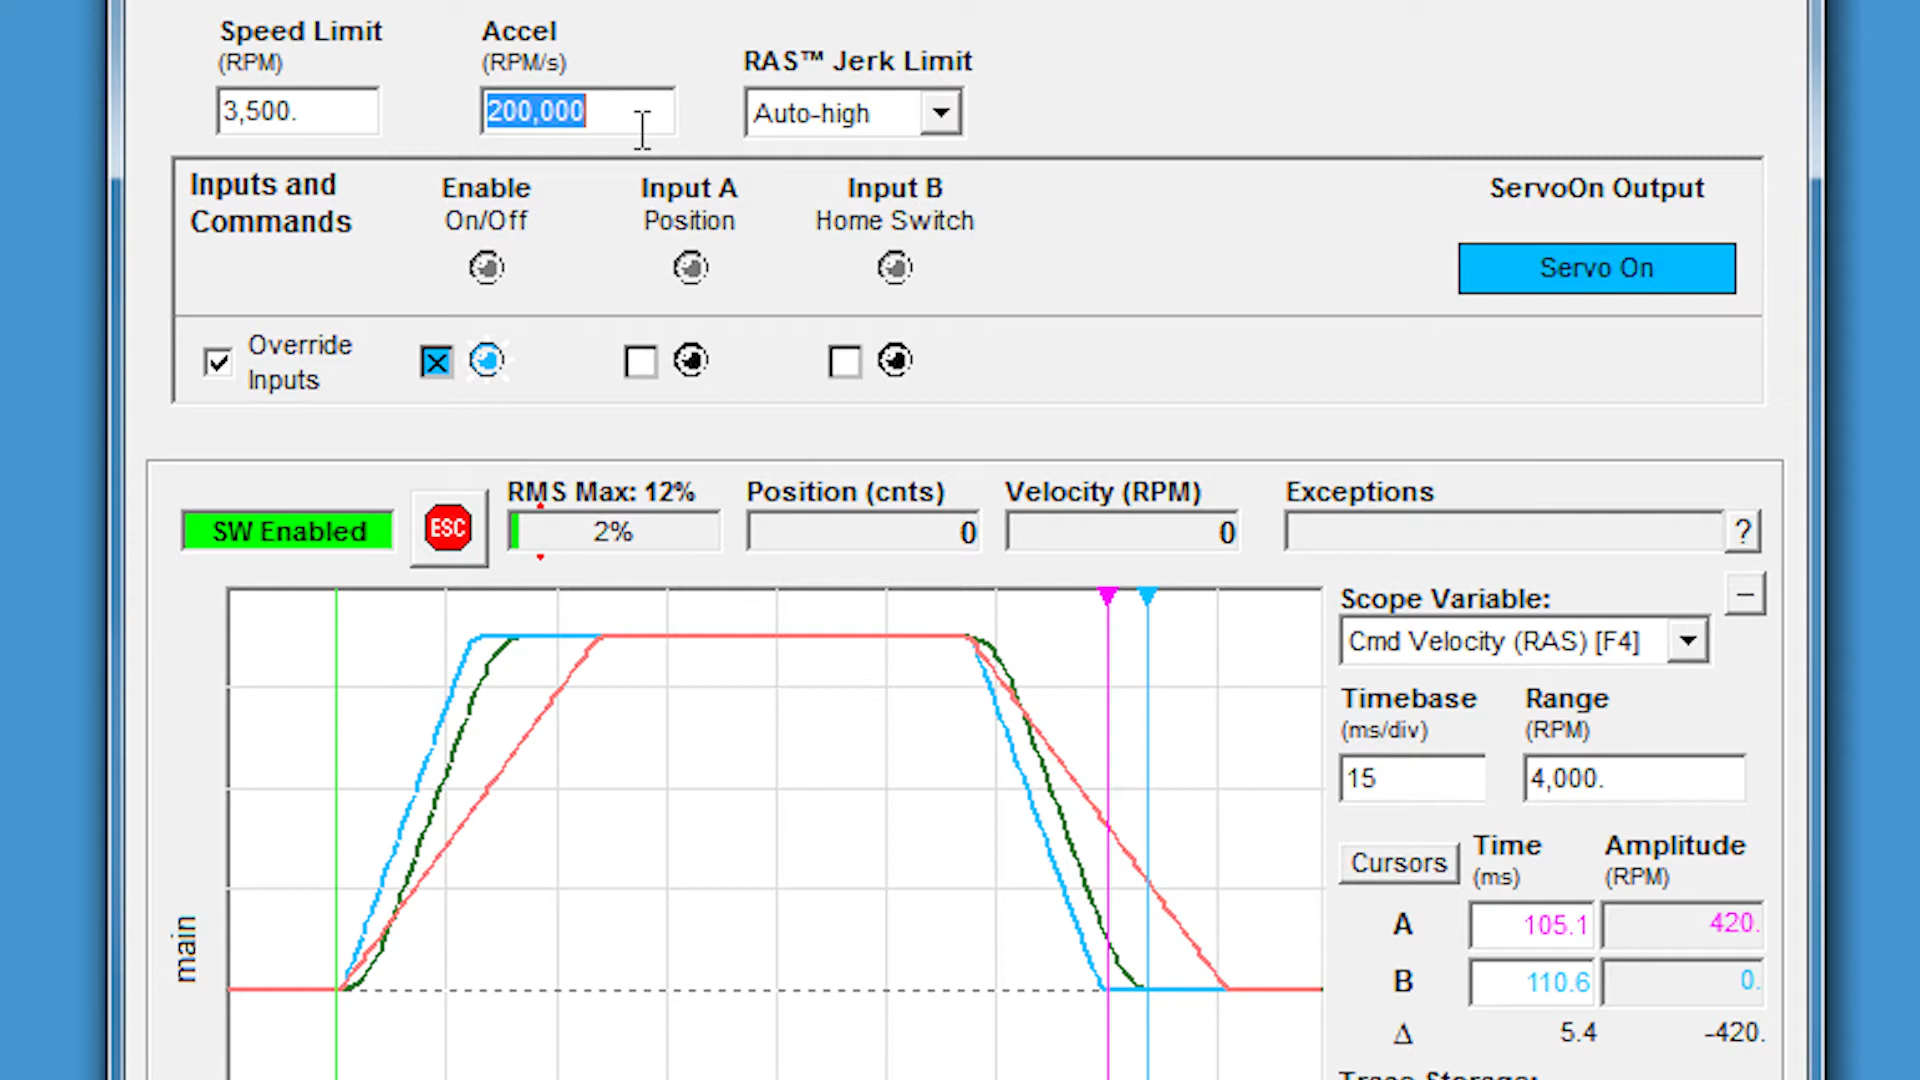 Speed Limit
(RPM)
3,500.
Accel
(RPM/s)
200,000
RAS™ Jerk Limit
Auto-high
Inputs and
Commands
Enable
On/Off
Input A
Position
Input B
Home Switch
ServoOn Output
Servo On
Override
Inputs
SW Enabled
ESC
RMS Max: 12%
2%
Position (cnts)
0
Velocity (RPM)
0
Exceptions
?
main
Scope Variable:
Cmd Velocity (RAS) [F4]
Timebase
(ms/div)
15
Range
(RPM)
4,000.
Cursors
Time
(ms)
Amplitude
(RPM)
A 105.1 420.
B 110.6 0.
Δ 5.4 -420.
Trace Storage: